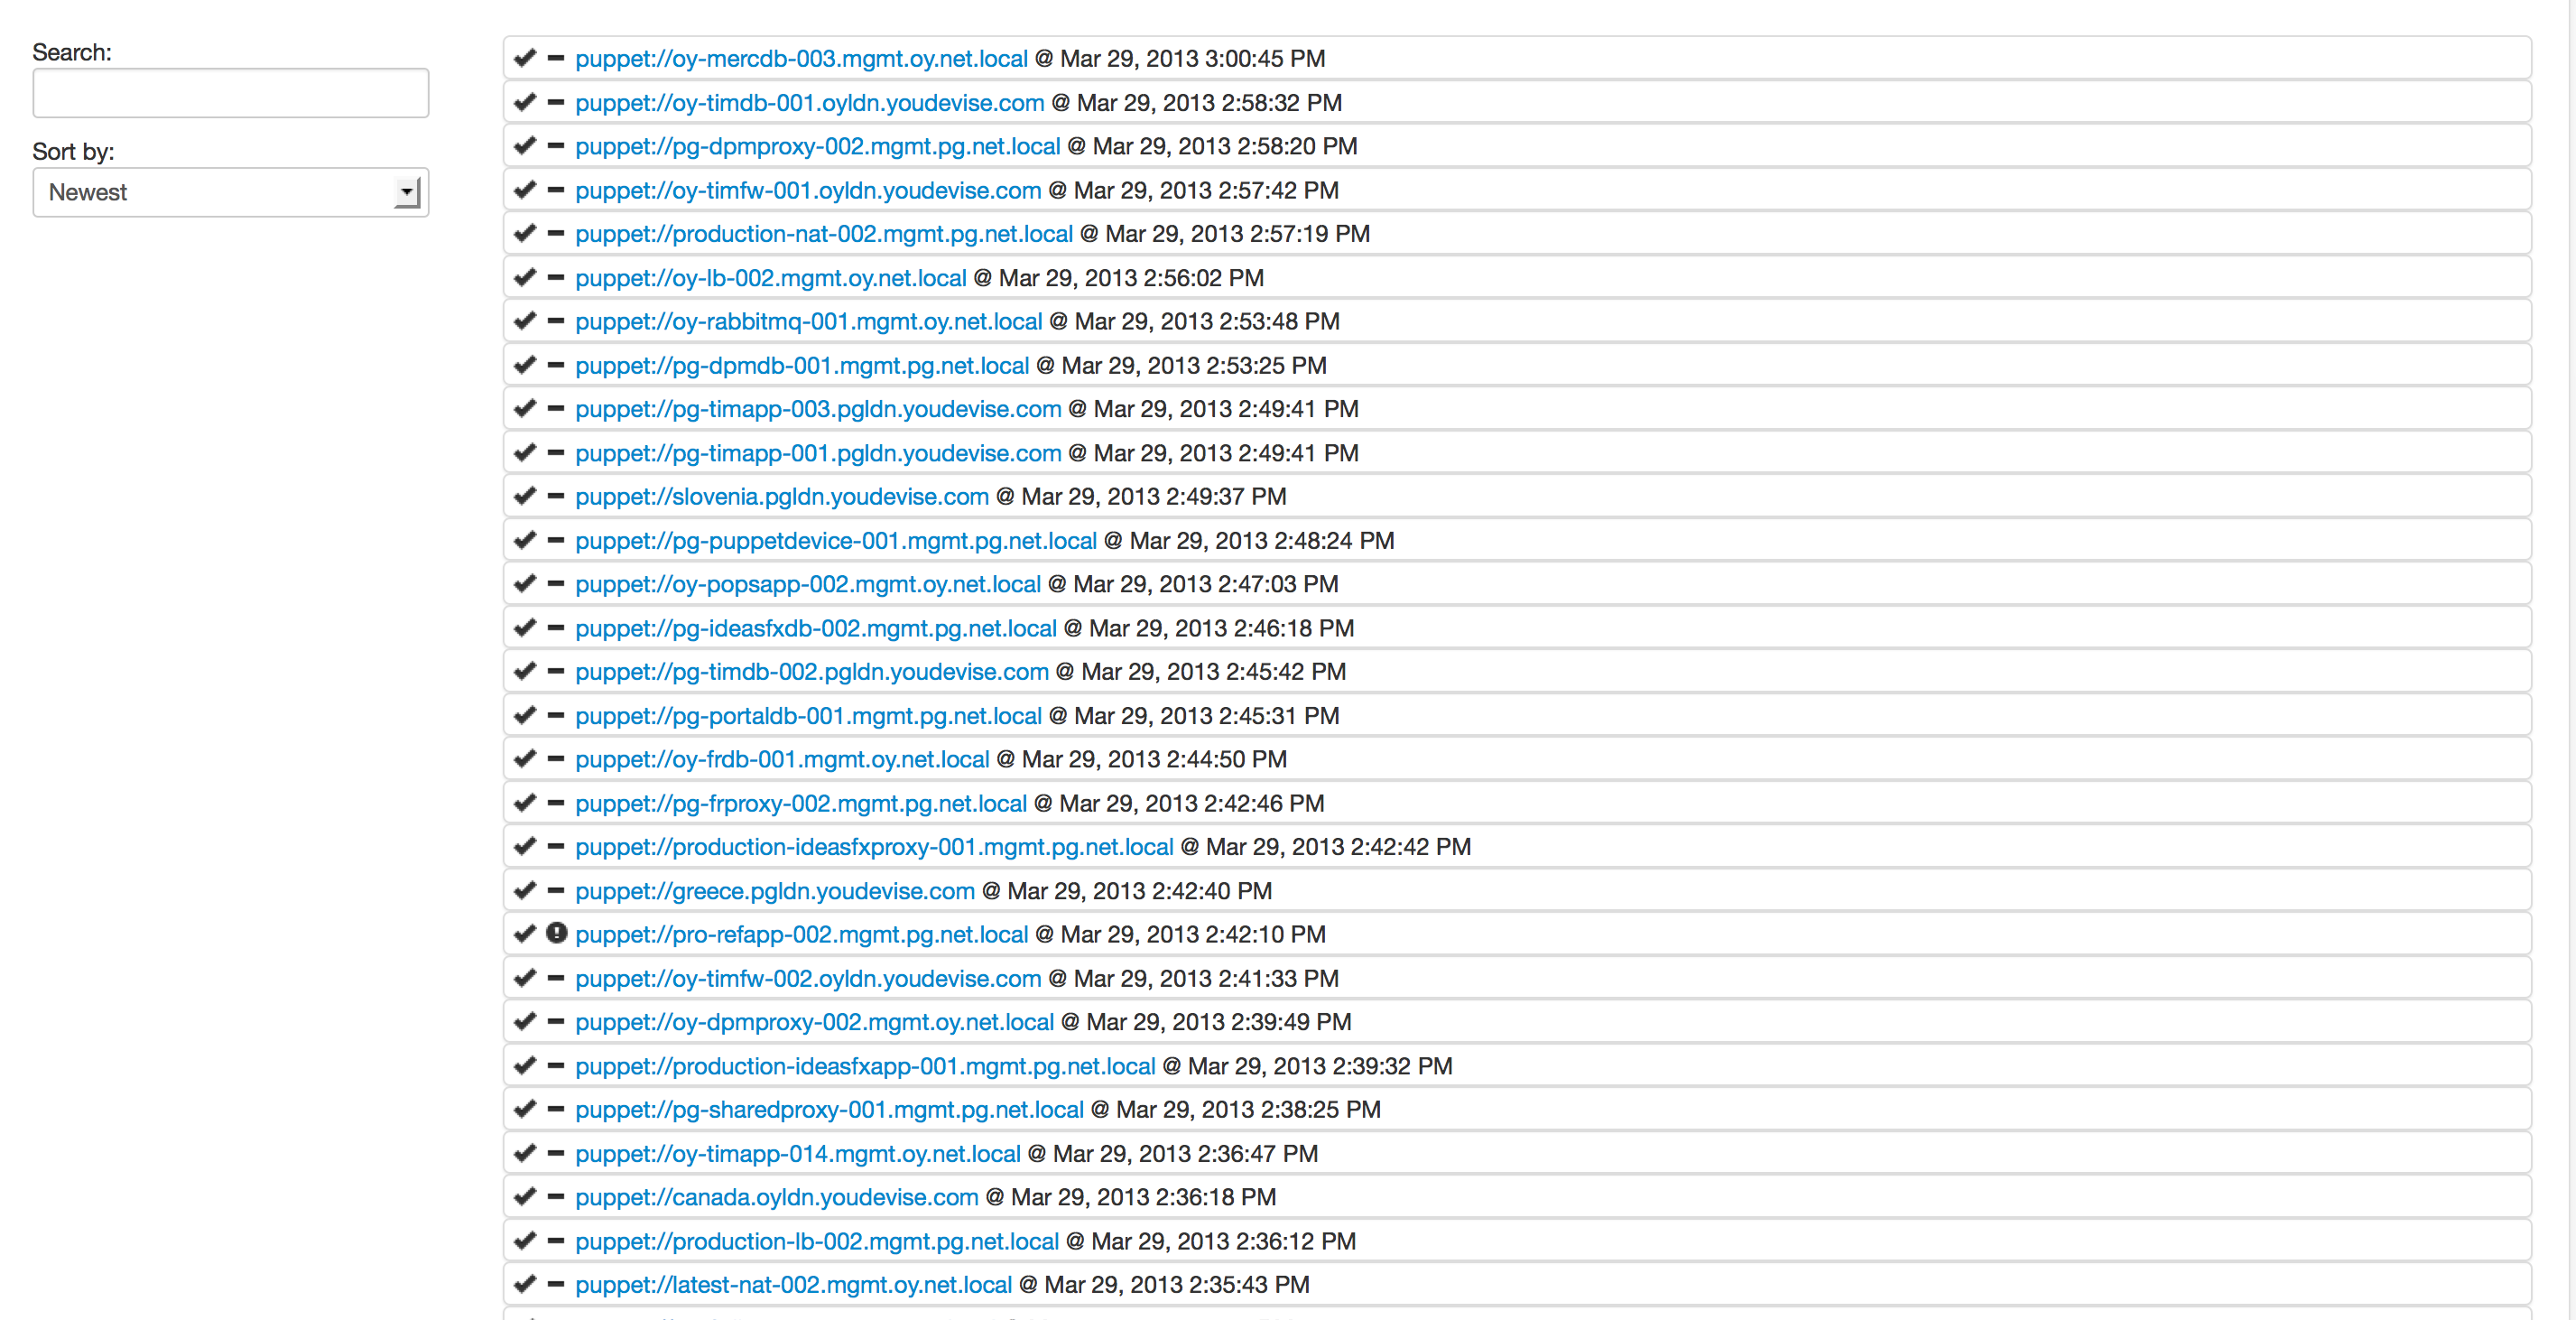 Search:
Sort by:
Newest
puppet://oy-mercdb-003.mgmt.oy.net.local @ Mar 29, 2013 3:00:45 PM
puppet://oy-timdb-001.oyldn.youdevise.com @ Mar 29, 2013 2:58:32 PM
puppet://pg-dpmproxy-002.mgmt.pg.net.local @ Mar 29, 2013 2:58:20 PM
puppet://oy-timfw-001.oyldn.youdevise.com @ Mar 29, 2013 2:57:42 PM
puppet://production-nat-002.mgmt.pg.net.local @ Mar 29, 2013 2:57:19 PM
puppet://oy-lb-002.mgmt.oy.net.local @ Mar 29, 2013 2:56:02 PM
puppet://oy-rabbitmq-001.mgmt.oy.net.local @ Mar 29, 2013 2:53:48 PM
puppet://pg-dpmdb-001.mgmt.pg.net.local @ Mar 29, 2013 2:53:25 PM
puppet://pg-timapp-003.pgldn.youdevise.com @ Mar 29, 2013 2:49:41 PM
puppet://pg-timapp-001.pgldn.youdevise.com @ Mar 29, 2013 2:49:41 PM
puppet://slovenia.pgldn.youdevise.com @ Mar 29, 2013 2:49:37 PM
puppet://pg-puppetdevice-001.mgmt.pg.net.local @ Mar 29, 2013 2:48:24 PM
puppet://oy-popsapp-002.mgmt.oy.net.local @ Mar 29, 2013 2:47:03 PM
puppet://pg-ideasfxdb-002.mgmt.pg.net.local @ Mar 29, 2013 2:46:18 PM
puppet://pg-timdb-002.pgldn.youdevise.com @ Mar 29, 2013 2:45:42 PM
puppet://pg-portaldb-001.mgmt.pg.net.local @ Mar 29, 2013 2:45:31 PM
puppet://oy-frdb-001.mgmt.oy.net.local @ Mar 29, 2013 2:44:50 PM
puppet://pg-frproxy-002.mgmt.pg.net.local @ Mar 29, 2013 2:42:46 PM
puppet://production-ideasfxproxy-001.mgmt.pg.net.local @ Mar 29, 2013 2:42:42 PM
puppet://greece.pgldn.youdevise.com @ Mar 29, 2013 2:42:40 PM
puppet://pro-refapp-002.mgmt.pg.net.local @ Mar 29, 2013 2:42:10 PM
puppet://oy-timfw-002.oyldn.youdevise.com @ Mar 29, 2013 2:41:33 PM
puppet://oy-dpmproxy-002.mgmt.oy.net.local @ Mar 29, 2013 2:39:49 PM
puppet://production-ideasfxapp-001.mgmt.pg.net.local @ Mar 29, 2013 2:39:32 PM
puppet://pg-sharedproxy-001.mgmt.pg.net.local @ Mar 29, 2013 2:38:25 PM
puppet://oy-timapp-014.mgmt.oy.net.local @ Mar 29, 2013 2:36:47 PM
puppet://canada.oyldn.youdevise.com @ Mar 29, 2013 2:36:18 PM
puppet://production-lb-002.mgmt.pg.net.local @ Mar 29, 2013 2:36:12 PM
puppet://latest-nat-002.mgmt.oy.net.local @ Mar 29, 2013 2:35:43 PM